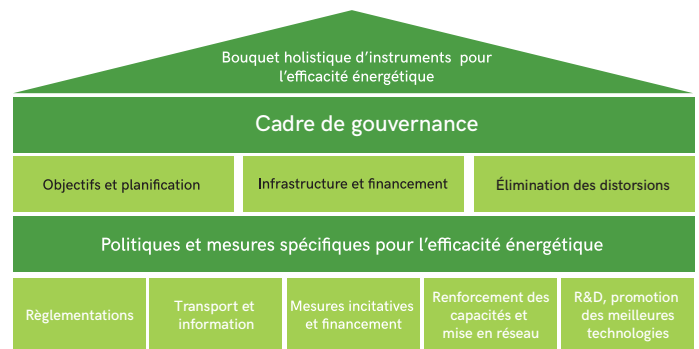 Bouquet holistique d'instruments pour
l'efficacité énergétique
Cadre de gouvernance
Objectifs et planification
Infrastructure et financement
Élimination des distorsions
Politiques et mesures spécifiques pour l'efficacité énergétique
Règlementations
Transport et
information
Mesures incitatives
et financement
Renforcement des
capacités et
mise en réseau
R&D, promotion
des meilleures
technologies